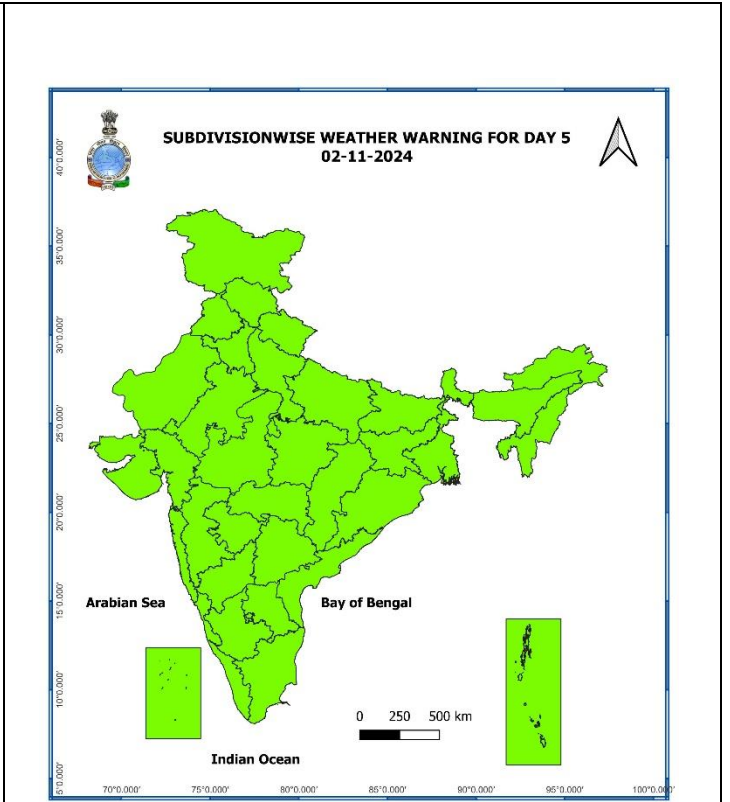 SUBDIVISIONWISE WEATHER WARNING FOR DAY 5
02-11-2024
40°0.000'
35°0.000'
30°0.000'
25°0.000'
20°0.000'
15°0.000'
10°0.000'
5°0.000'
Arabian Sea
Bay of Bengal
0 250 500 km
Indian Ocean
70°0.000' 75°0.000' 80°0.000' 85°0.000' 90°0.000' 95°0.000' 100°0.000'